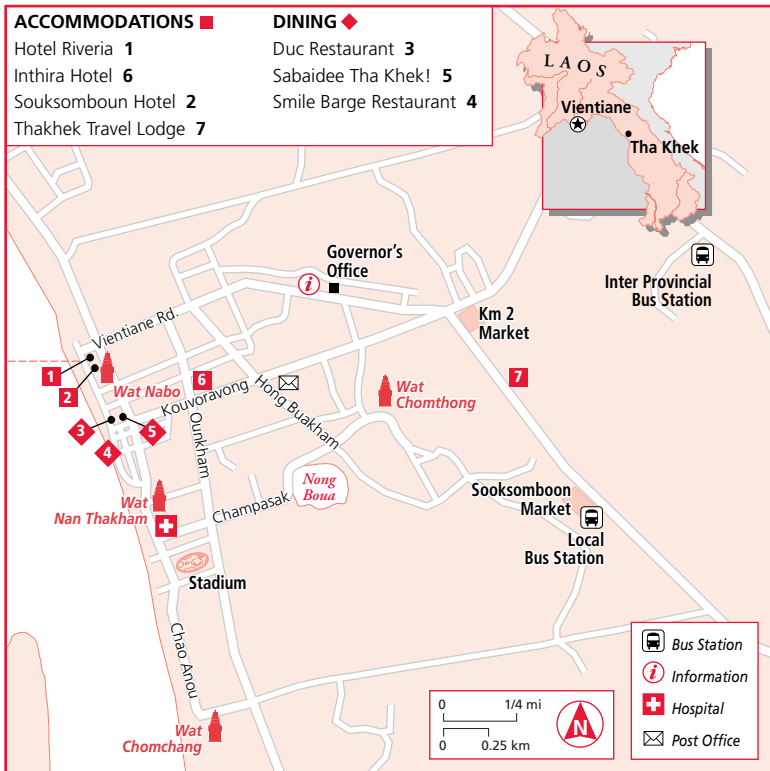 ACCOMMODATIONS
Hotel Riveria 1
Inthira Hotel 6
Souksomboun Hotel 2
Thakhek Travel Lodge 7
DINING
Duc Restaurant 3
Sabaidee Tha Khek! 5
Smile Barge Restaurant 4
LAOS
Vientiane
Tha Khek
Inter Provincial
Bus Station
Governor's
Office
i
Vientiane Rd.
Km 2
Market
1
2
Wat Nabo
6
Kouvoravong
Hong Buakham
Wat
Chomthong
7
3
4
5
Ounkham
Nong
Boua
Champasak
Wat
Nan Thakham
Sooksomboon
Market
Local
Bus Station
Stadium
Chao Anou
Wat
Chomchang
0 1/4 mi
0 0.25 km
N
Bus Station
i Information
Hospital
Post Office